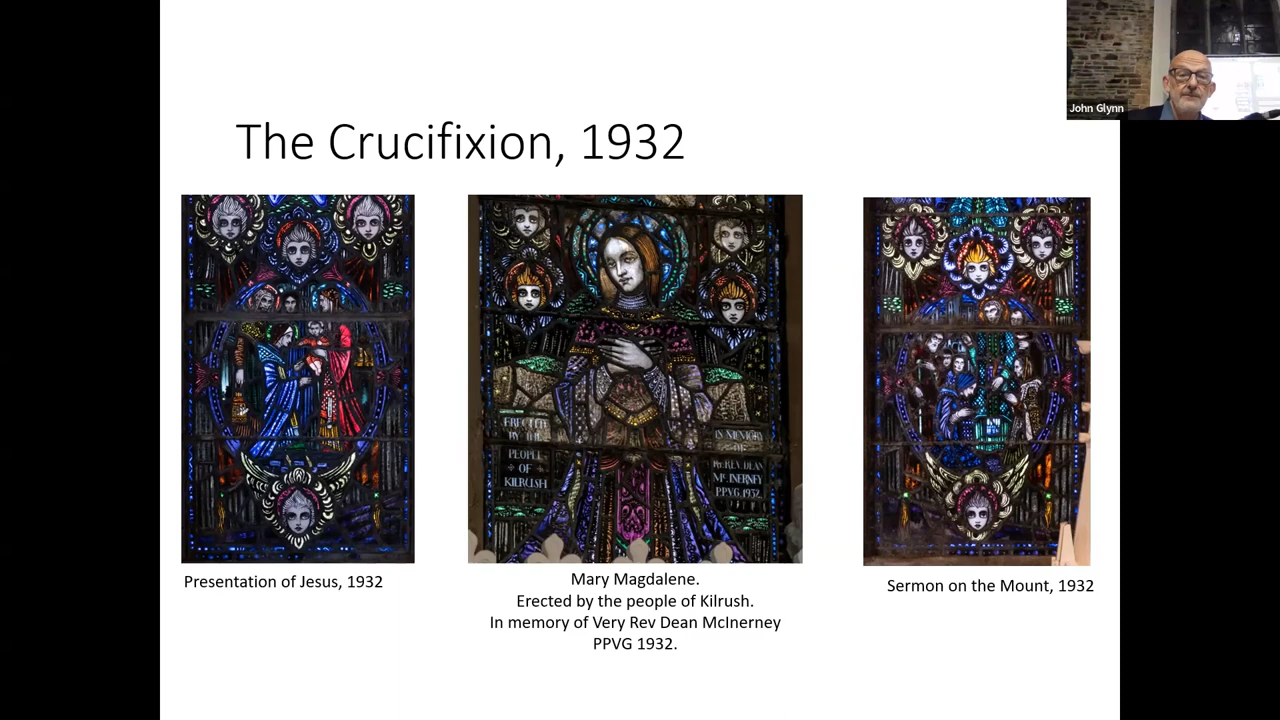 John Glynn
The Crucifixion, 1932
ERECTED
BY THE
PEOPLE
OF
KILRUSH
IN MEMORY
OF
McINERNEY
P.P.V.G. 1932
Presentation of Jesus, 1932
Mary Magdalene.
Erected by the people of Kilrush.
In memory of Very Rev Dean McInerney
PPVG 1932.
Sermon on the Mount, 1932